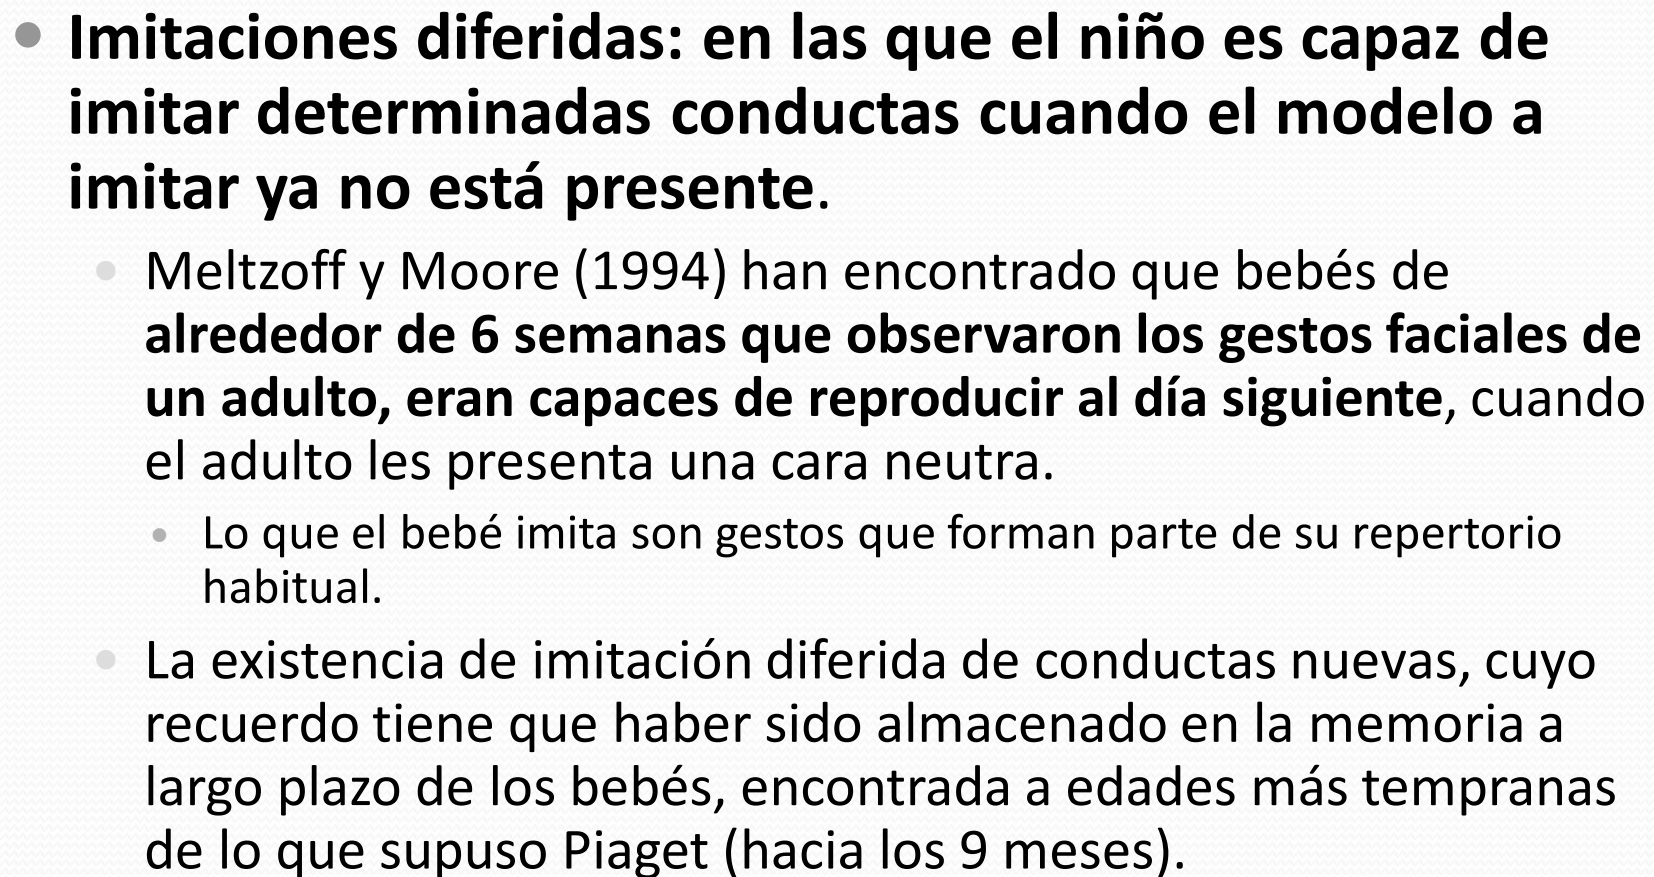 • Imitaciones diferidas: en las que el niño es capaz de
imitar determinadas conductas cuando el modelo a
imitar ya no está presente.
• Meltzoff y Moore (1994) han encontrado que bebés de
alrededor de 6 semanas que observaron los gestos faciales de
un adulto, eran capaces de reproducir al día siguiente, cuando
el adulto les presenta una cara neutra.
• Lo que el bebé imita son gestos que forman parte de su repertorio
habitual.
• La existencia de imitación diferida de conductas nuevas, cuyo
recuerdo tiene que haber sido almacenado en la memoria a
largo plazo de los bebés, encontrada a edades más tempranas
de lo que supuso Piaget (hacia los 9 meses).